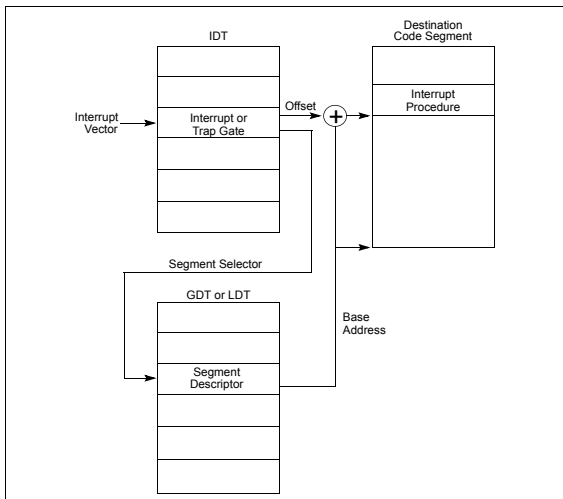 IDT
Destination
Code Segment
Interrupt
Vector
Interrupt or
Trap Gate
Offset
+
Interrupt
Procedure
Segment Selector
GDT or LDT
Base
Address
Segment
Descriptor